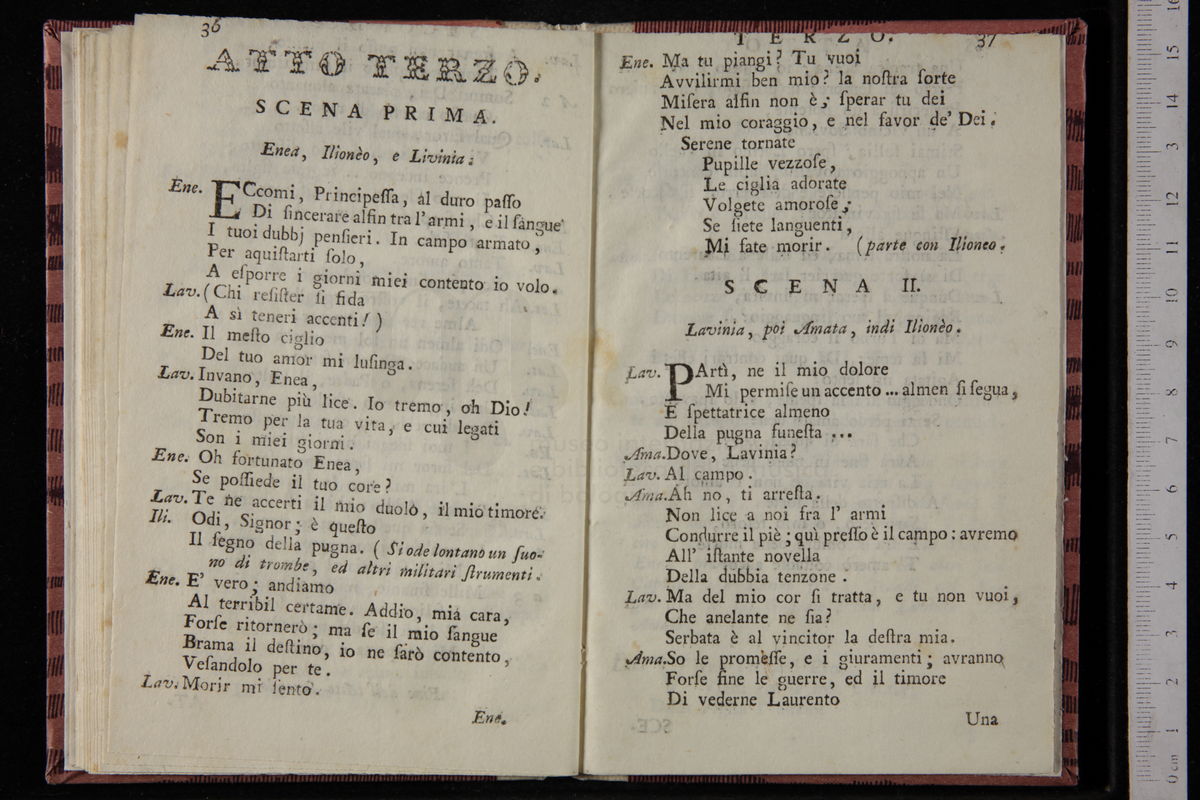 36
ATTO TERZO.
SCENA PRIMA.
Enea, Ilionèo, e Livinia.
Ene. ECcomi, Principeſſa, al duro paſſo
Di ſincerare alfin tra l'armi, e il ſangue
I tuoi dubbj penſieri. In campo armato,
Per aquiſtarti ſolo,
A eſporre i giorni miei contento io volo.
Lav. (Chi reſiſter ſi fida
A sì teneri accenti!)
Ene. Il meſto ciglio
Del tuo amor mi luſinga.
Lav. Invano, Enea,
Dubitarne più lice. Io tremo, oh Dio!
Tremo per la tua vita, e cui legati
Son i miei giorni.
Ene. Oh fortunato Enea,
Se poſſiede il tuo core?
Lav. Te ne accerti il mio duolo, il mio timore.
Ili. Odi, Signor; è queſto
Il ſegno della pugna. (Si ode lontano un ſuo-
no di trombe, ed altri militari ſtrumenti.
Ene. E' vero; andiamo
Al terribil certame. Addio, mia cara,
Forſe ritornerò; ma ſe il mio ſangue
Brama il deſtino, io ne ſarò contento,
Veſandolo per te.
Lav. Morir mi ſento.
Ene.
TERZO. 37
Ene. Ma tu piangi? Tu vuoi
Avvilirmi ben mio? la noſtra ſorte
Miſera alfin non è; ſperar tu dei
Nel mio coraggio, e nel favor de' Dei.
Serene tornate
Pupille vezzoſe,
Le ciglia adorate
Volgete amoroſe;
Se ſiete languenti,
Mi fate morir. (parte con Ilioneo.
SCENA II.
Lavinia, poi Amata, indi Ilionèo.
Lav. PArtì, ne il mio dolore
Mi permiſe un accento ... almen ſi ſegua,
E ſpettatrice almeno
Della pugna funeſta ...
Ama. Dove, Lavinia?
Lav. Al campo.
Ama. Ah no, ti arreſta.
Non lice a noi fra l' armi
Condurre il piè; quì preſſo è il campo: avremo
All' iſtante novella
Della dubbia tenzone.
Lav. Ma del mio cor ſi tratta, e tu non vuoi,
Che anelante ne ſia?
Serbata è al vincitor la deſtra mia.
Ama. So le promeſſe, e i giuramenti; avranno
Forſe fine le guerre, ed il timore
Di vederne Laurento
Una